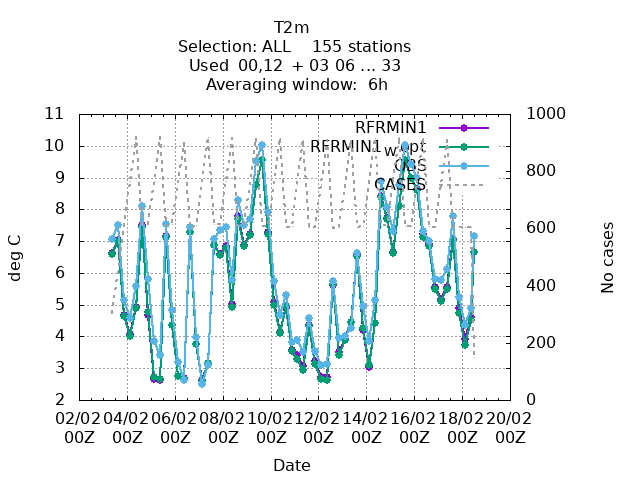 T2m
Selection: ALL    155 stations
Used  00,12  + 03 06 ... 33
Averaging window:  6h
11
10
9
8
7
6
5
4
3
2
deg C
1000
800
600
400
200
0
No cases
RFRMIN1
RFRMIN1_Wopt
OBS
CASES
02/02 04/02 06/02 08/02 10/02 12/02 14/02 16/02 18/02 20/02
00Z 00Z 00Z 00Z 00Z 00Z 00Z 00Z 00Z 00Z
Date